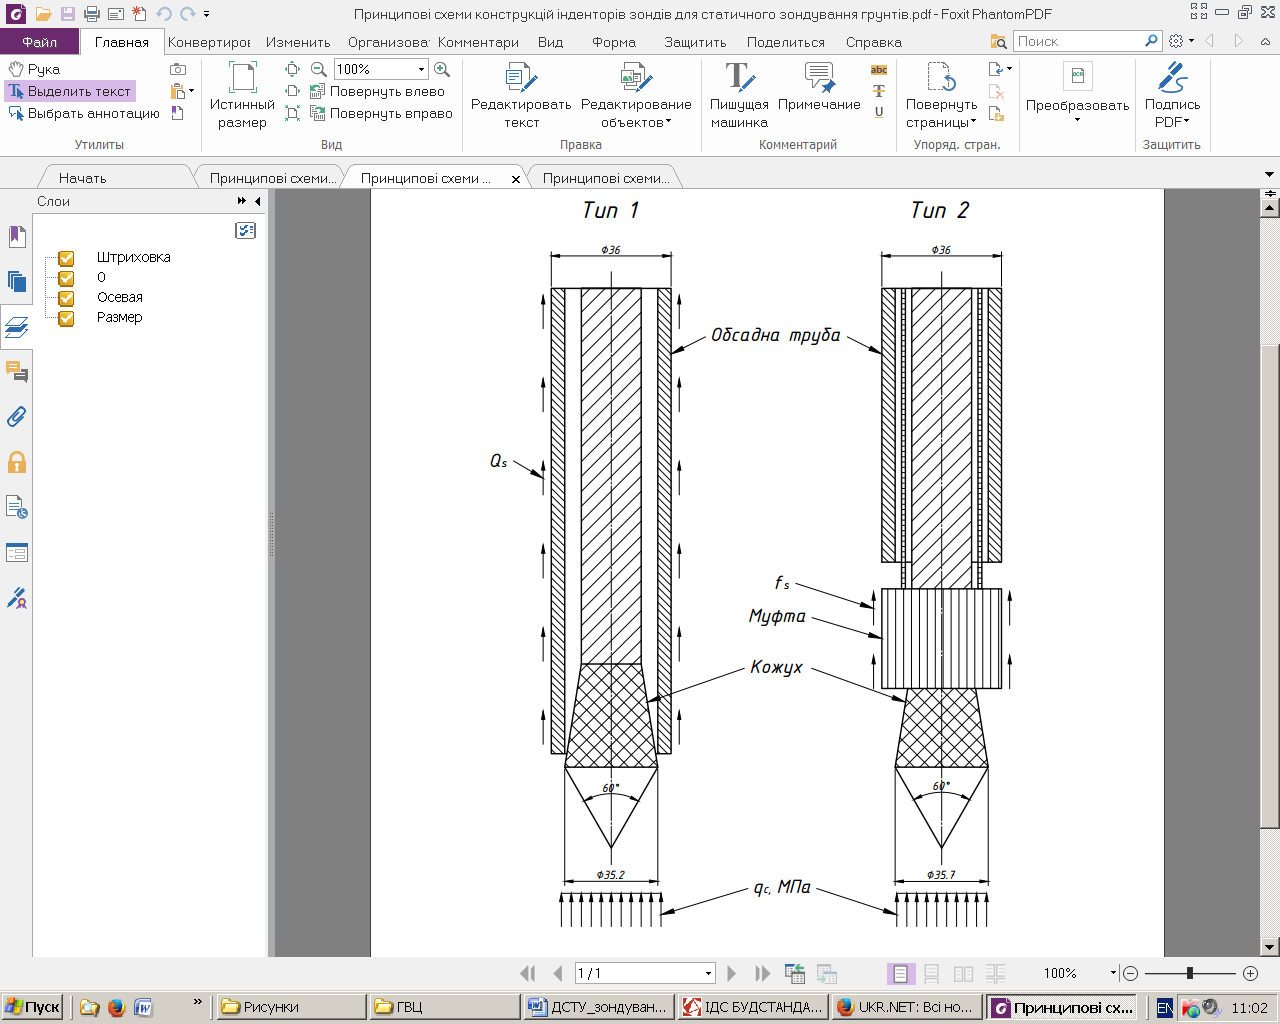 Принципові схеми конструкцій інденторів зондів для статичного зондування грунтів.pdf - Foxit PhantomPDF
Файл
Главная
Конвертиров
Изменить
Организова
Комментари
Вид
Форма
Защитить
Поделиться
Справка
Поиск
Рука
Выделить текст
Выбрать аннотацию
Утилиты
Истинный
размер
100%
Повернуть влево
Повернуть вправо
Вид
Редактировать
текст
Редактирование
объектов
Правка
Пишущая
машинка
Примечание
abc
T
U
Комментарий
Повернуть
страницы
Упоряд. стран.
OCR
Преобразовать
Подпись
PDF
Защитить
Начать
Принципові схеми...
Принципові схеми ...
Принципові схеми...
Слои
Штриховка
0
Осевая
Размер
Тип 1
Тип 2
Ф36
Ф36
Обсадна труба
Qs
fs
Муфта
Кожух
60°
60°
Ф35.2
Ф35.7
qc, МПа
1 / 1
100%
Пуск
»
Рисунки
ГВЦ
ДСТУ_зондуван...
ІДС БУДСТАНДА...
UKR.NET: Всі но...
Принципові сх...
EN
11:02